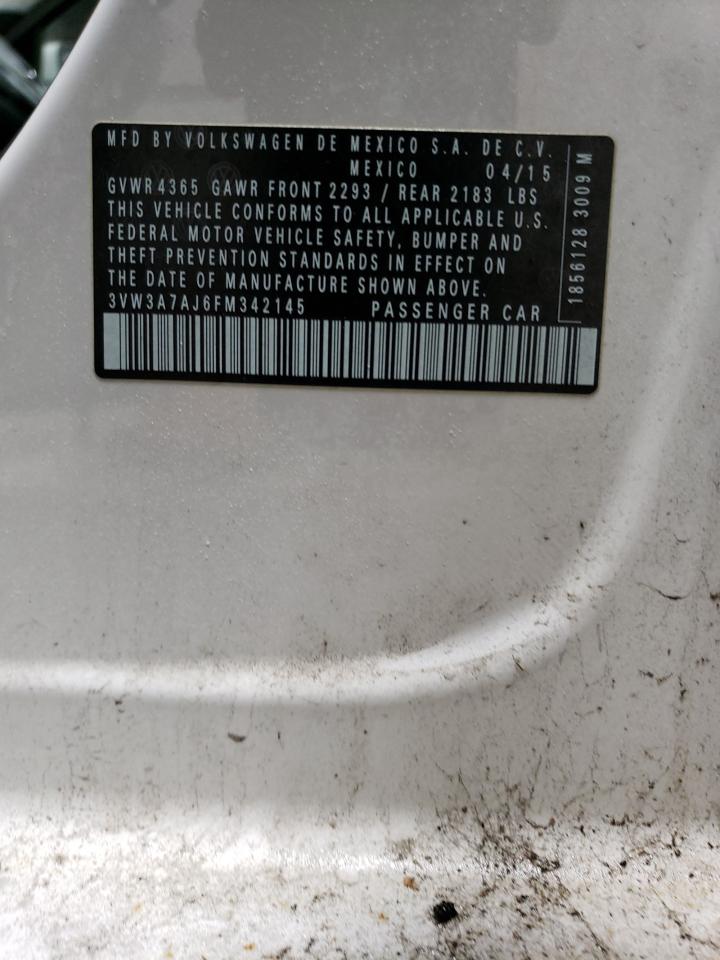 MFD BY VOLKSWAGEN DE MEXICO S.A. DE C.V.
MEXICO 04/15
GVWR 4365 GAWR FRONT 2293 / REAR 2183 LBS
THIS VEHICLE CONFORMS TO ALL APPLICABLE U.S.
FEDERAL MOTOR VEHICLE SAFETY, BUMPER AND
THEFT PREVENTION STANDARDS IN EFFECT ON
THE DATE OF MANUFACTURE SHOWN ABOVE.
3VW3A7AJ6FM342145 PASSENGER CAR
1856128 3009 M